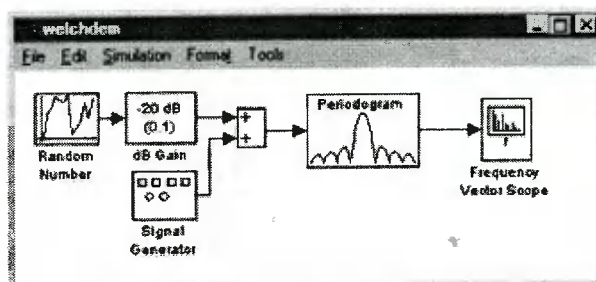 welchdem
File Edit Simulation Format Tools
-20 dB
(0.1)
Periodogram
+
+
Random
Number
dB Gain
Frequency
Vector Scope
Signal
Generator
f